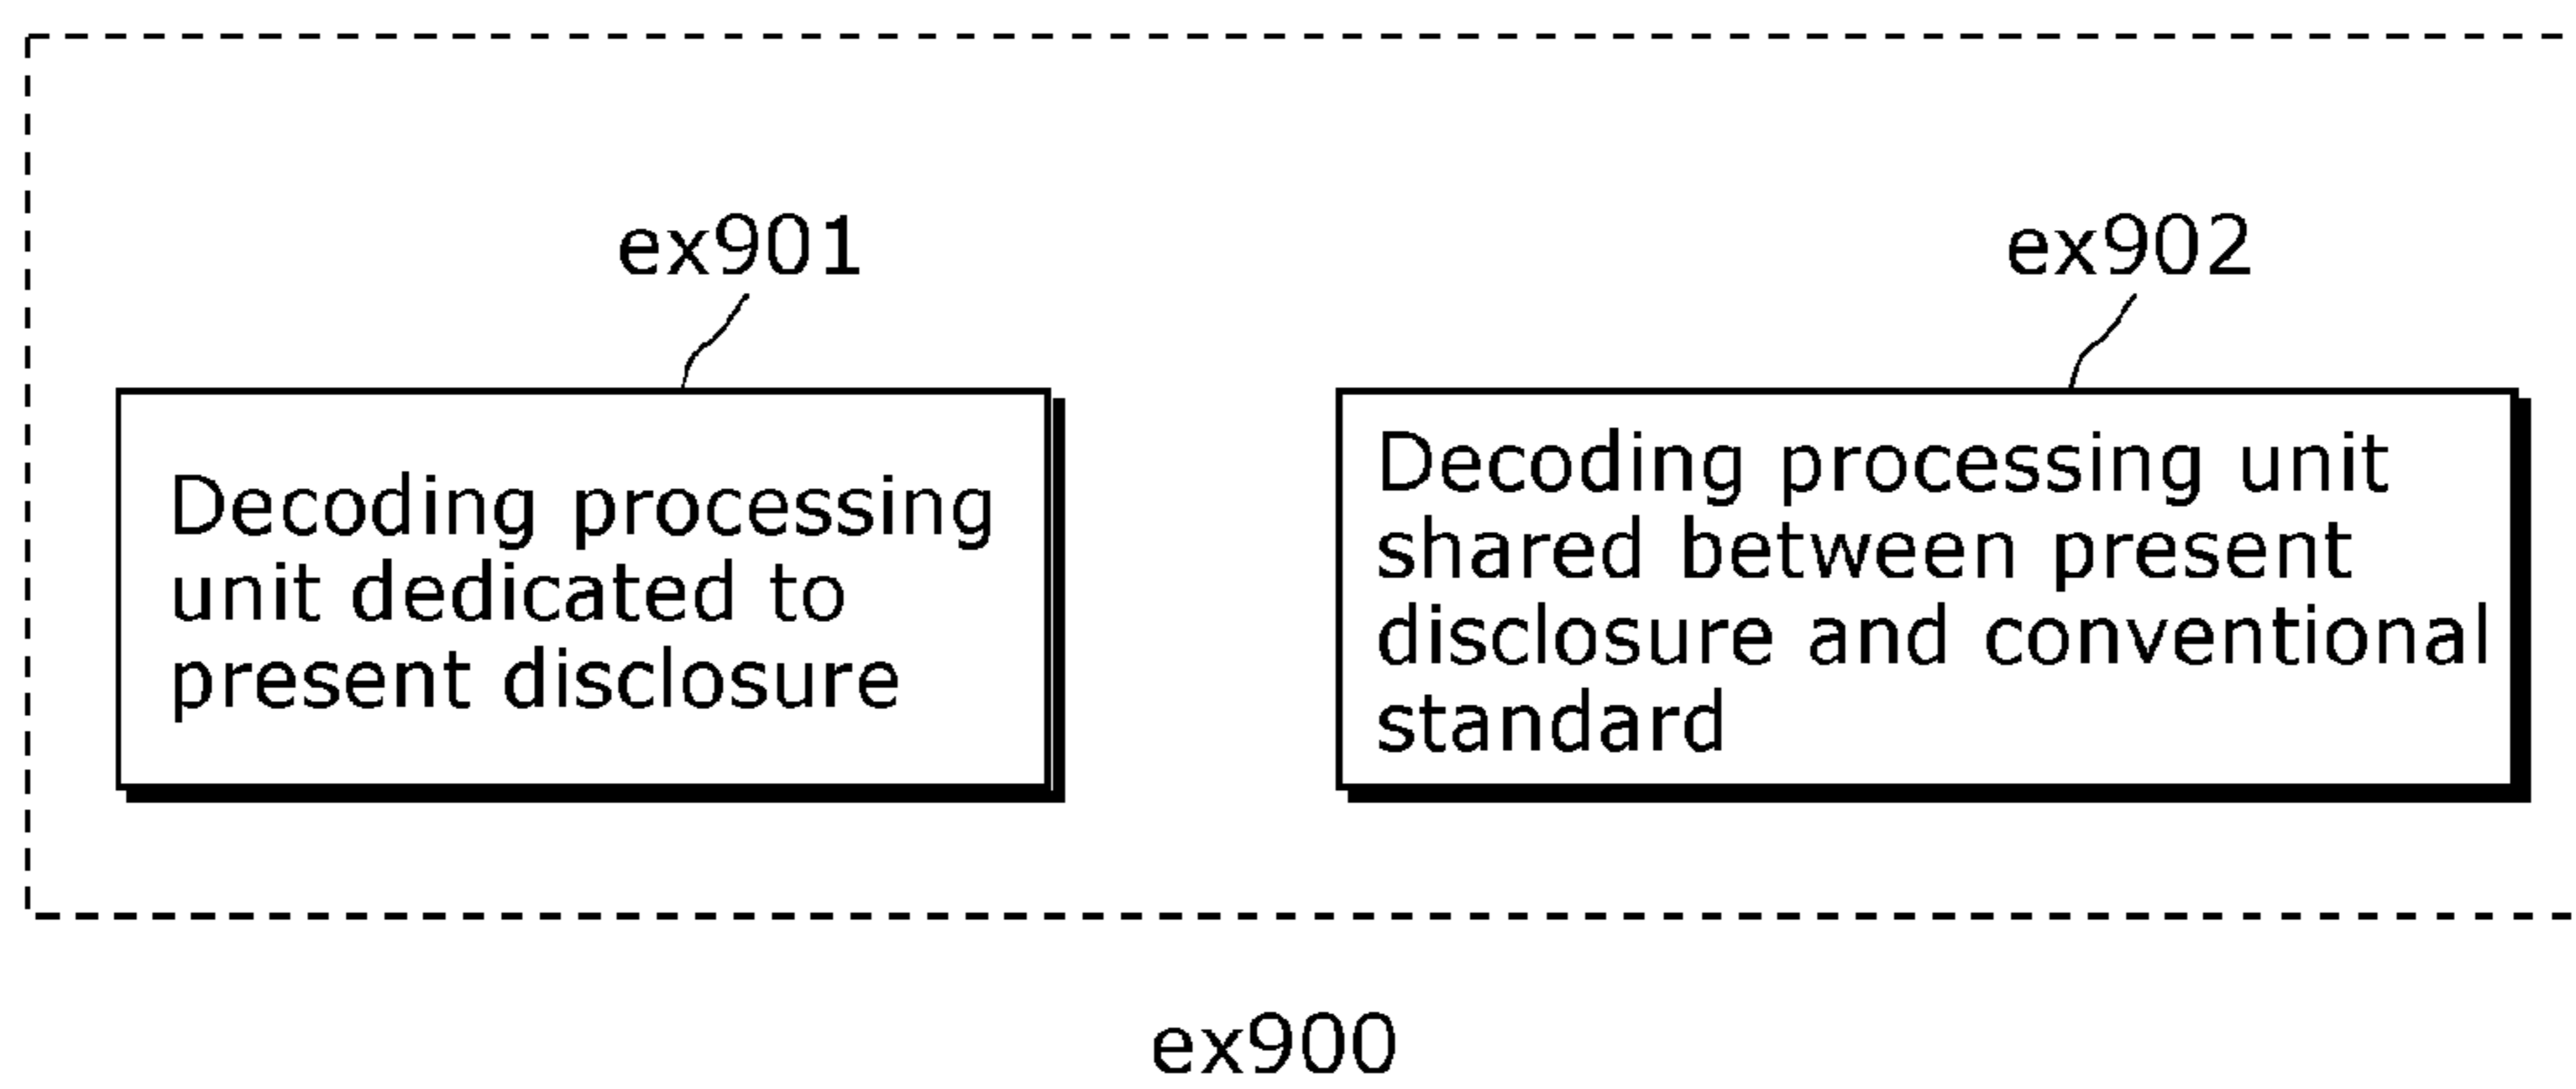 ex901
ex902
Decoding processing
unit dedicated to
present disclosure
Decoding processing unit
shared between present
disclosure and conventional
standard
ex900